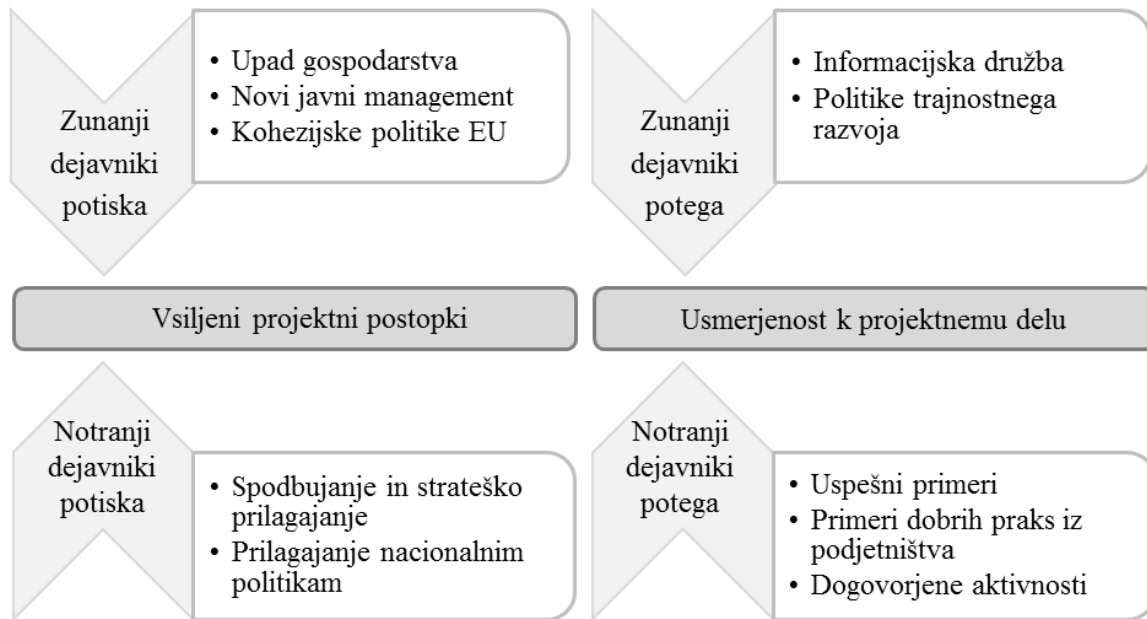 Zunanji
dejavniki
potiska
• Upad gospodarstva
• Novi javni management
• Kohezijske politike EU
Zunanji
dejavniki
potega
• Informacijska družba
• Politike trajnostnega
razvoja
Vsiljeni projektni postopki
Usmerjenost k projektnemu delu
Notranji
dejavniki
potiska
• Spodbujanje in strateško
prilagajanje
• Prilagajanje nacionalnim
politikam
Notranji
dejavniki
potega
• Uspešni primeri
• Primeri dobrih praks iz
podjetništva
• Dogovorjene aktivnosti